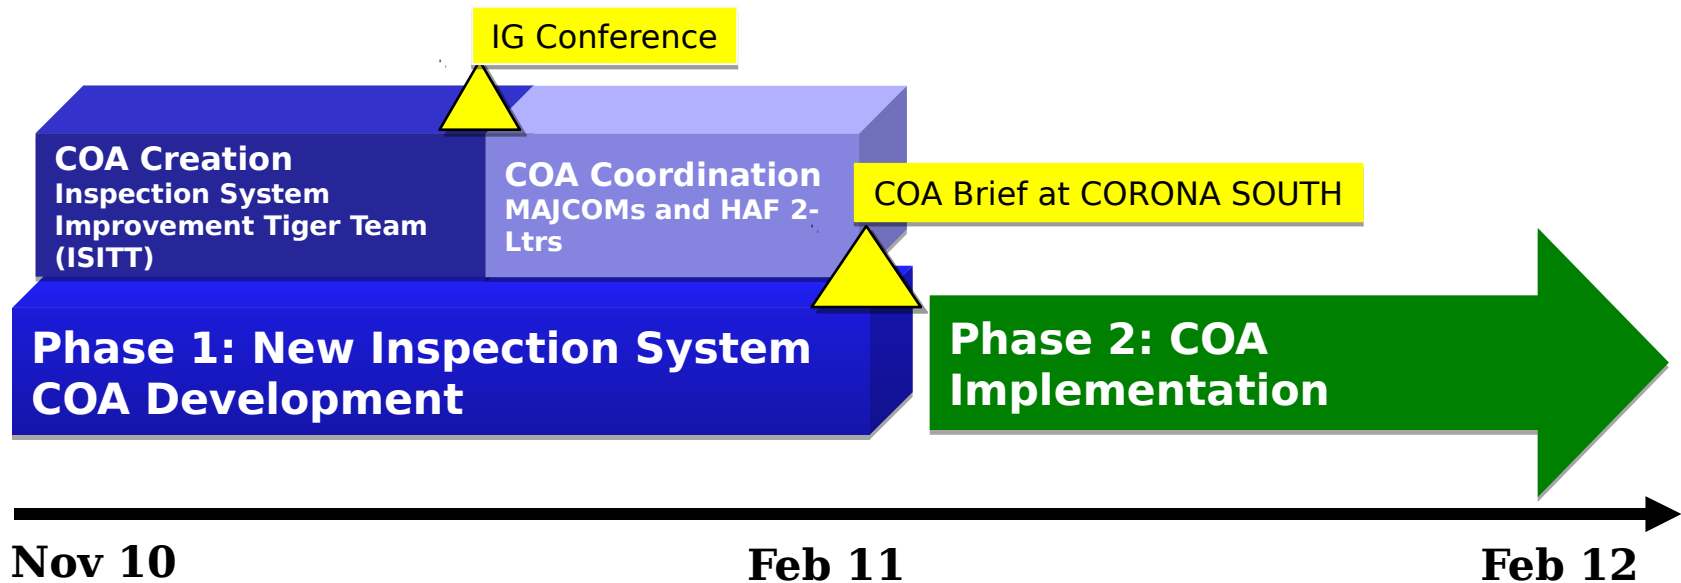 IG Conference
COA Creation
Inspection System
Improvement Tiger Team
(ISITT)
COA Coordination
MAJCOMs and HAF 2-
Ltrs
COA Brief at CORONA SOUTH
Phase 1: New Inspection System
COA Development
Phase 2: COA
Implementation
Nov 10
Feb 11
Feb 12